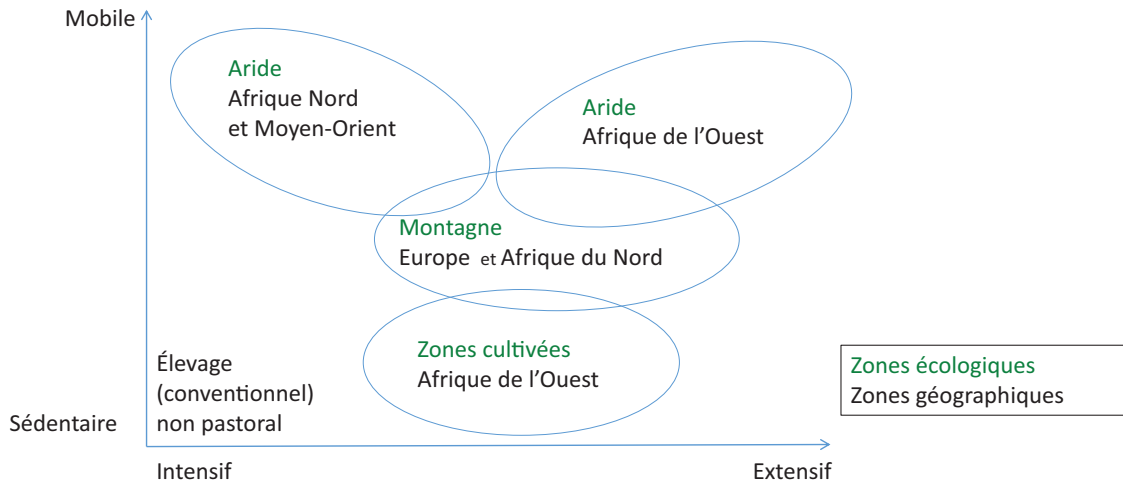 Mobile
Aride
Afrique Nord
et Moyen-Orient
Aride
Afrique de l'Ouest
Montagne
Europe et Afrique du Nord
Zones cultivées
Afrique de l'Ouest
Élevage
(conventionnel)
non pastoral
Zones écologiques
Zones géographiques
Sédentaire
Intensif
Extensif